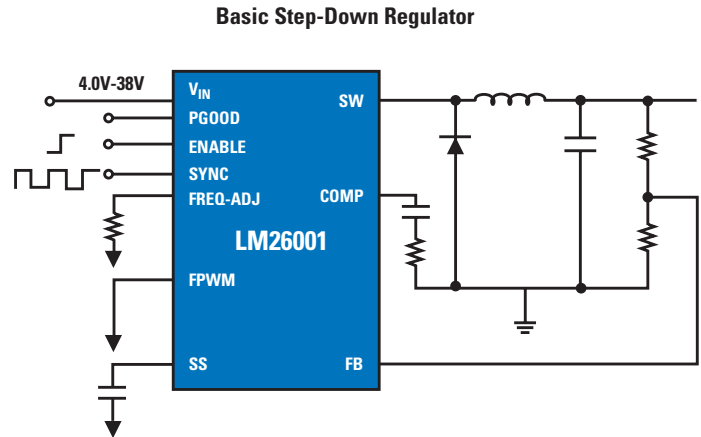 Basic Step-Down Regulator
4.0V-38V
VIN
PGOOD
ENABLE
SYNC
FREQ-ADJ
FPWM
SS
SW
COMP
LM26001
FB